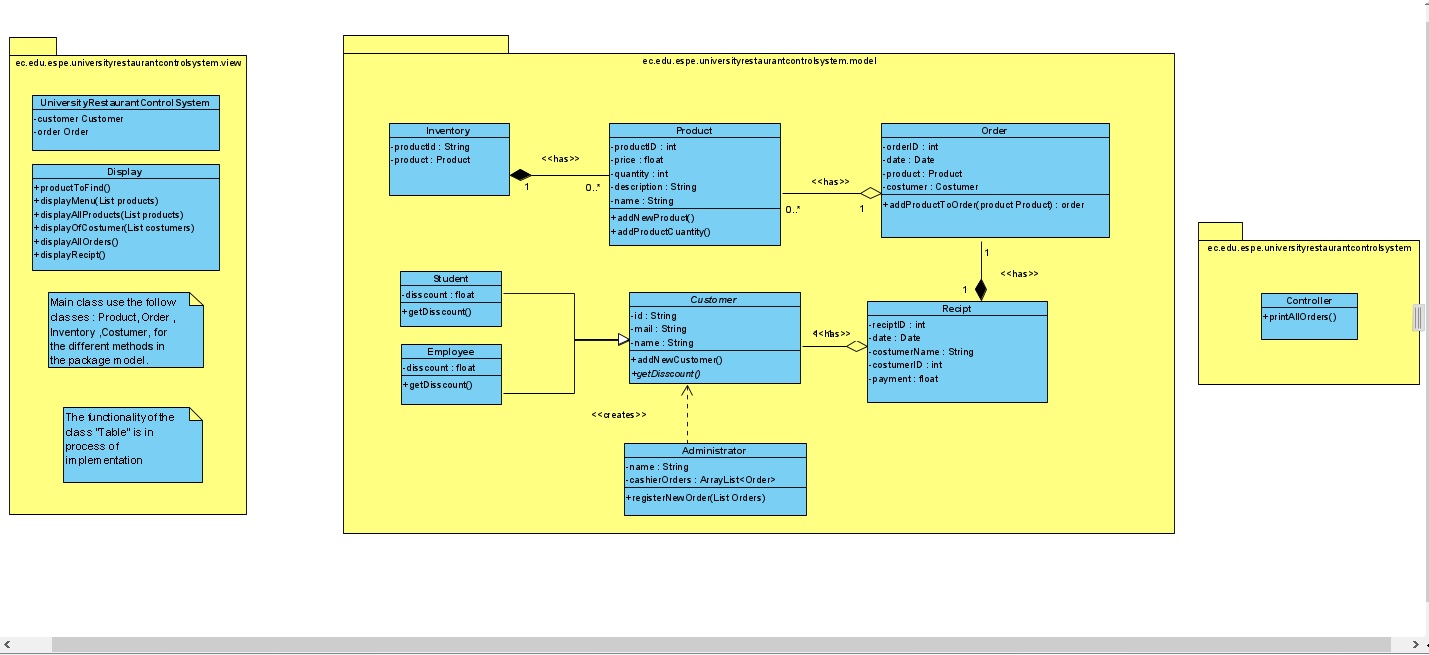 ec.edu.espe.universityrestaurantcontrolsystem.view
UniversityRestaurantControlSystem
-customer Customer
-order Order
Display
+productToFind()
+displayMenu(List products)
+displayAllProducts(List products)
+displayOfCostumer(List costumers)
+displayAllOrders()
+displayRecipt()
Main class use the follow
classes : Product, Order ,
Inventory ,Costumer, for
the different methods in
the package model.
The functionality of the
class "Table" is in
process of
implementation
ec.edu.espe.universityrestaurantcontrolsystem.model
Inventory
-productId : String
-product : Product
<<has>>
1
0..*
Product
-productID : int
-price : float
-quantity : int
-description : String
-name : String
+addNewProduct()
+addProductCuantity()
<<has>>
0..*
1
Order
-orderID : int
-date : Date
-product : Product
-costumer : Costumer
+addProductToOrder(product Product) : order
1
<<has>>
1
Student
-disscount : float
+getDisscount()
Employee
-disscount : float
+getDisscount()
Customer
-id : String
-mail : String
-name : String
+addNewCustomer()
+getDisscount()
Recipt
-reciptID : int
-date : Date
-costumerName : String
-costumerID : int
-payment : float
<<creates>>
Administrator
-name : String
-cashierOrders : ArrayList<Order>
+registerNewOrder(List Orders)
ec.edu.espe.universityrestaurantcontrolsystem
Controller
+printAllOrders()